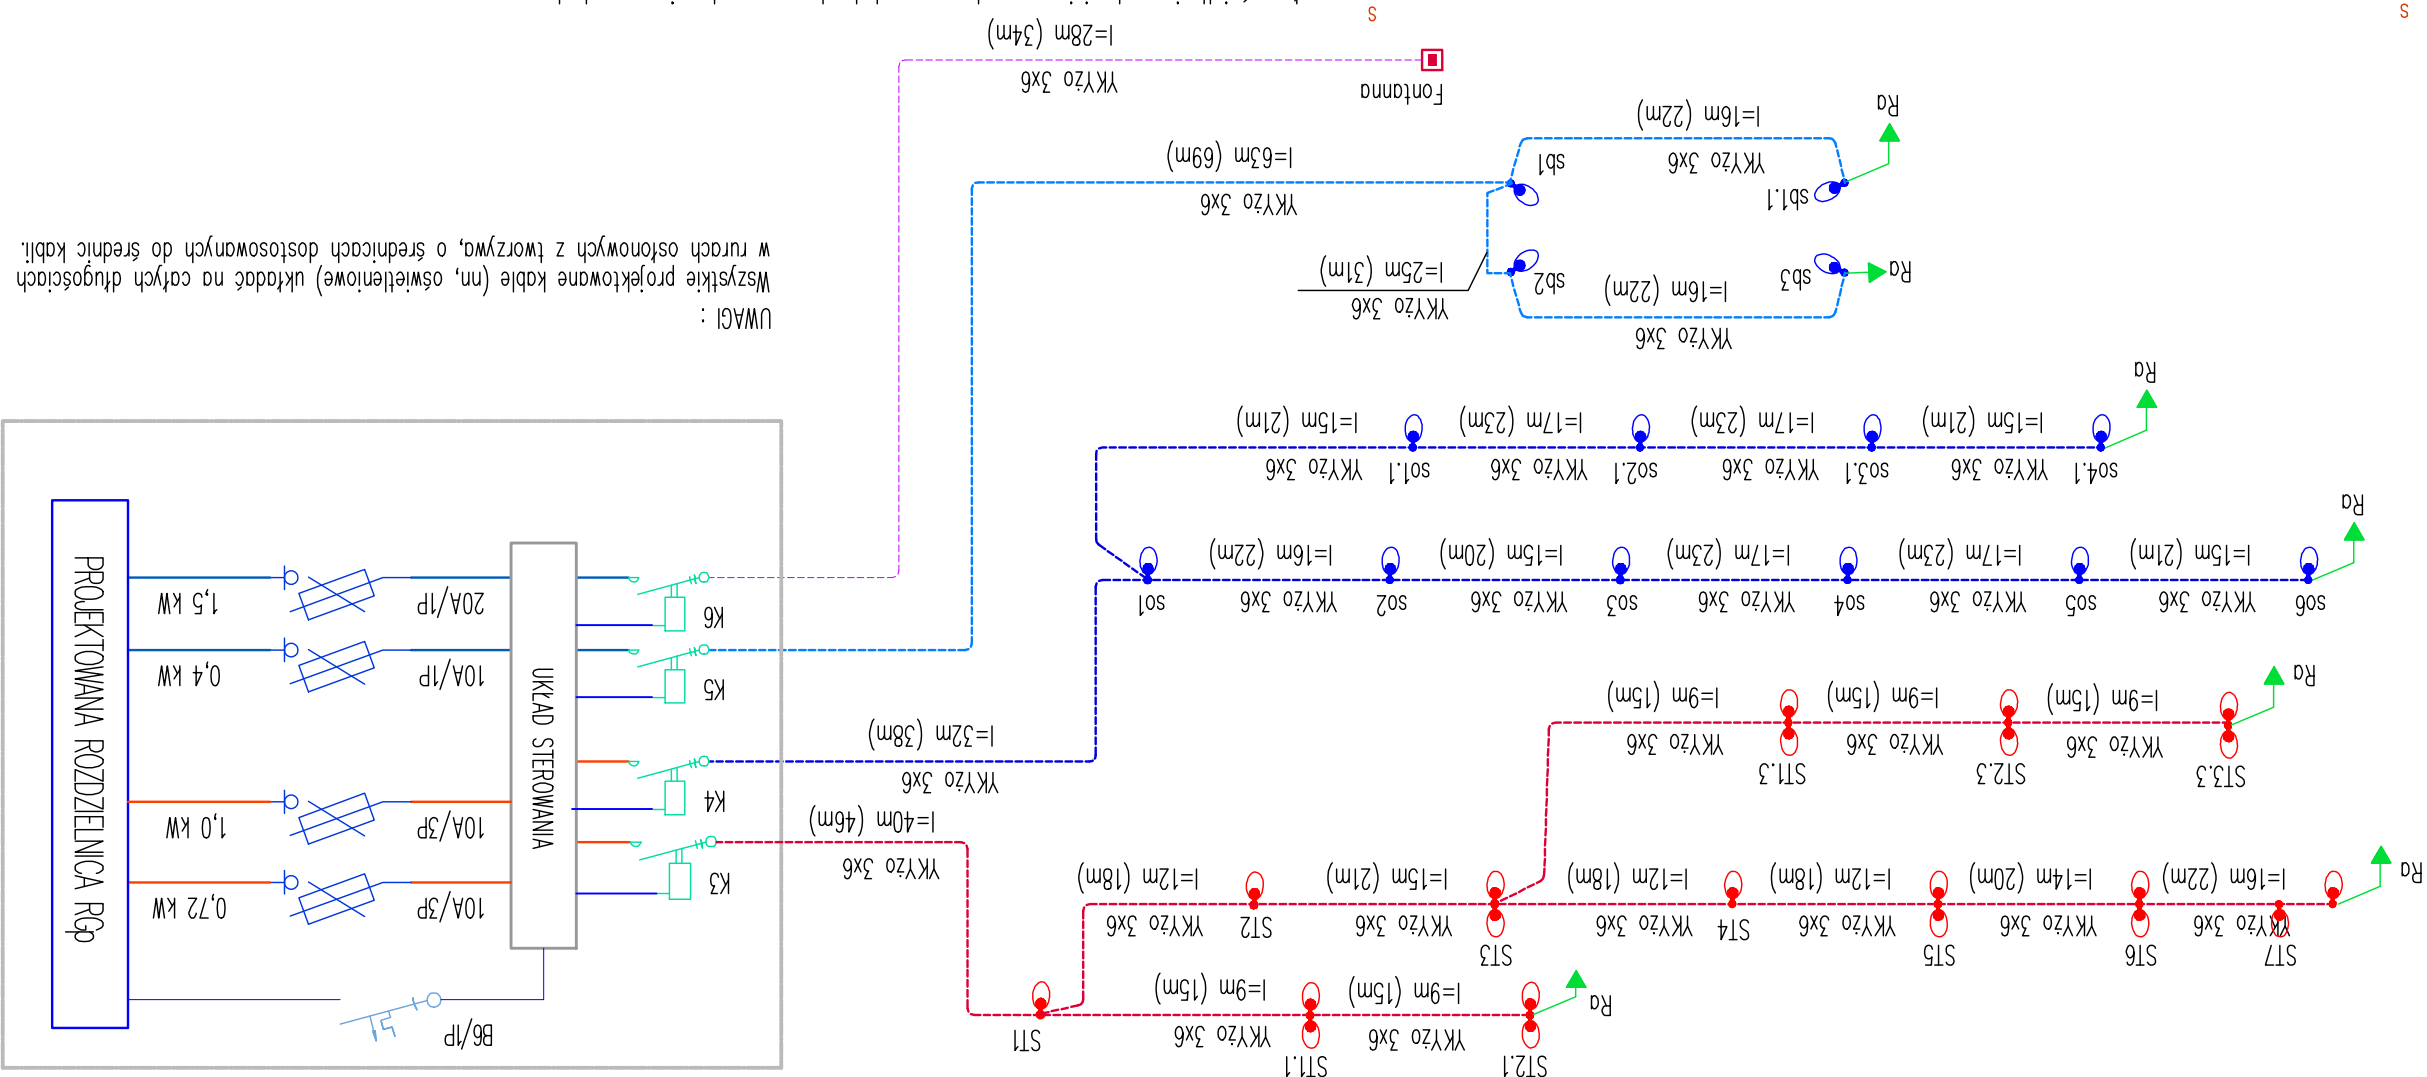 ST2.1
ST1.1
ST1
YKYżo 3x6
YKYżo 3x6
B6/1P
Ra
l=9m (15m)
l=9m (15m)
ST7
ST6
ST5
ST4
ST3
ST2
YKYżo 3x6
YKYżo 3x6
YKYżo 3x6
YKYżo 3x6
YKYżo 3x6
YKYżo 3x6
Ra
l=16m (22m)
l=14m (20m)
l=12m (18m)
l=12m (18m)
l=15m (21m)
l=12m (18m)
YKYżo 3x6
l=40m (46m)
K3
10A/3P
0,72 kW
10A/3P
1,0 kW
K4
ST3.3
ST2.3
ST1.3
YKYżo 3x6
YKYżo 3x6
YKYżo 3x6
YKYżo 3x6
l=32m (38m)
Ra
l=9m (15m)
l=9m (15m)
l=9m (15m)
K5
10A/1P
0,4 kW
UKŁAD STEROWANIA
PROJEKTOWANA ROZDZIELNICA RGp
K6
20A/1P
1,5 kW
so6
so5
so4
so3
so2
so1
YKYżo 3x6
YKYżo 3x6
YKYżo 3x6
YKYżo 3x6
YKYżo 3x6
l=15m (21m)
l=17m (23m)
l=17m (23m)
l=15m (20m)
l=16m (22m)
Ra
so4.1
so3.1
so2.1
so1.1
YKYżo 3x6
YKYżo 3x6
YKYżo 3x6
YKYżo 3x6
l=15m (21m)
l=17m (23m)
l=17m (23m)
l=15m (21m)
Ra
YKYżo 3x6
l=16m (22m)
YKYżo 3x6
l=25m (31m)
UWAGI :
Wszystkie projektowane kable (nn, oświetleniowe) układać na całych długościach
w rurach osłonowych z tworzywa, o średnicach dostosowanych do średnic kabli.
Ra
sb3
sb2
sb1.1
sb1
YKYżo 3x6
l=63m (69m)
YKYżo 3x6
l=16m (22m)
Ra
Fontanna
YKYżo 3x6
l=28m (34m)
S
S